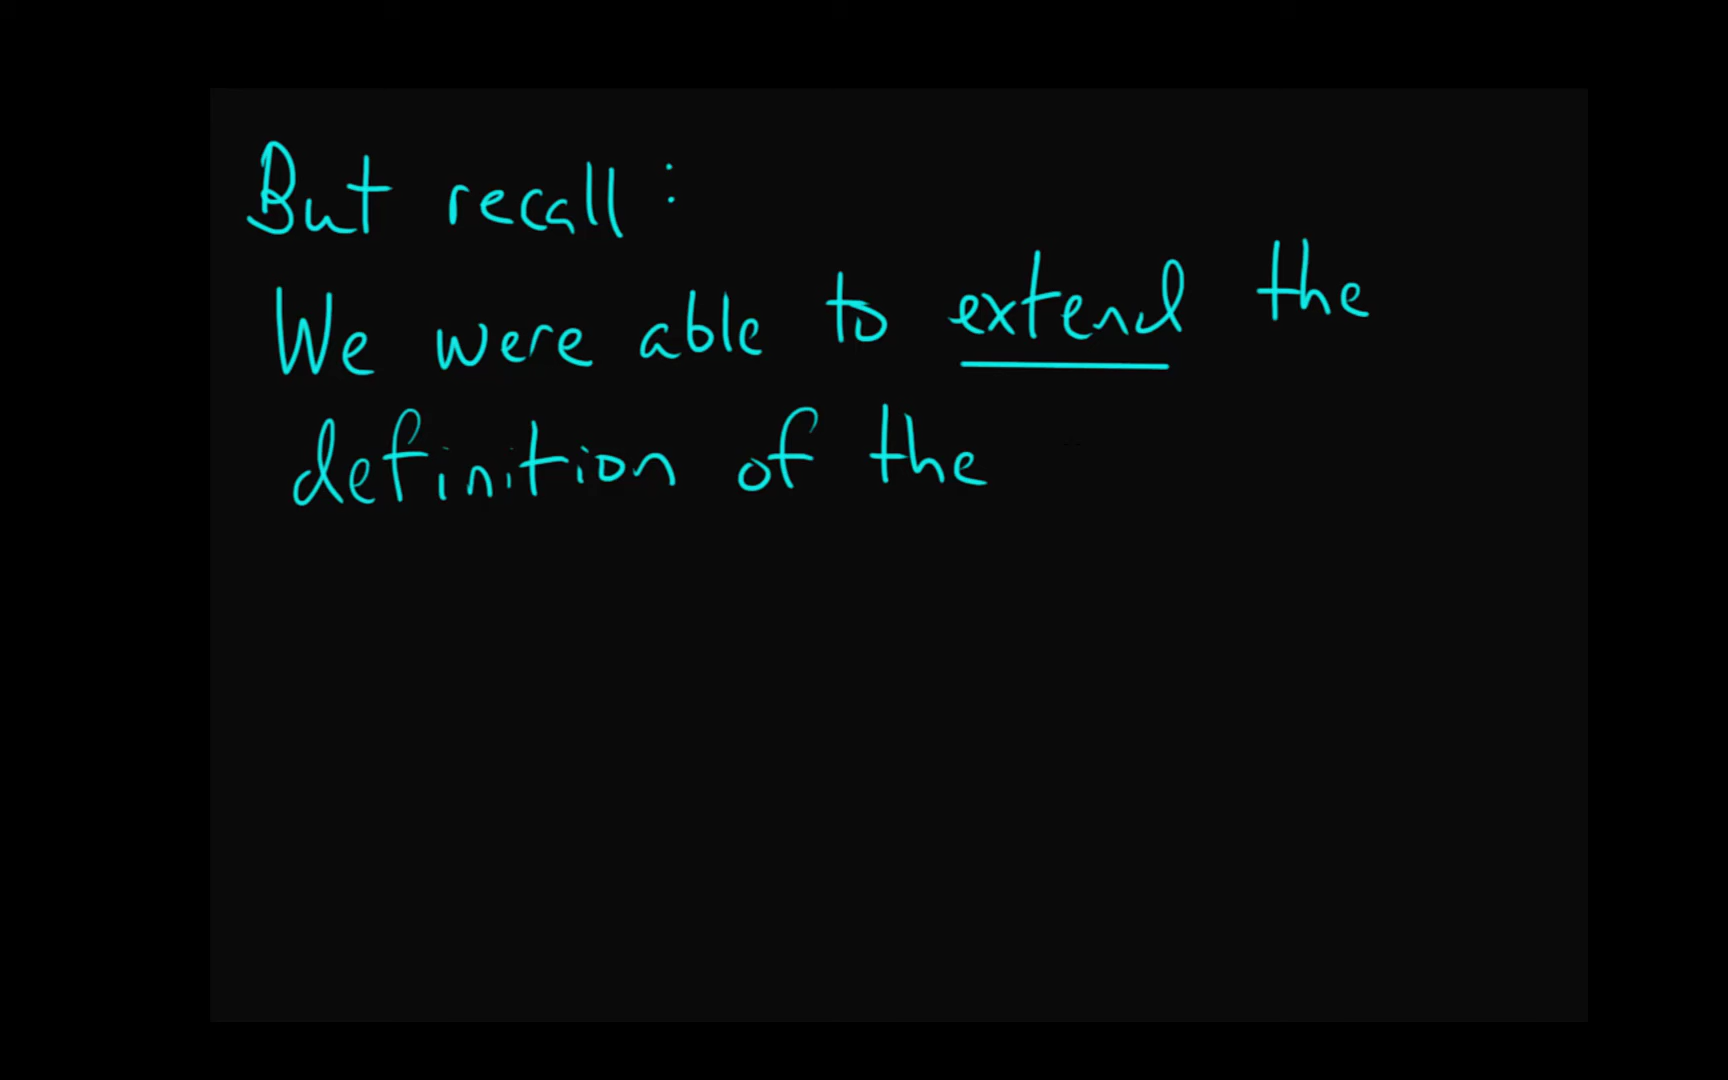 But recall:
We were able to extend the
definition of the